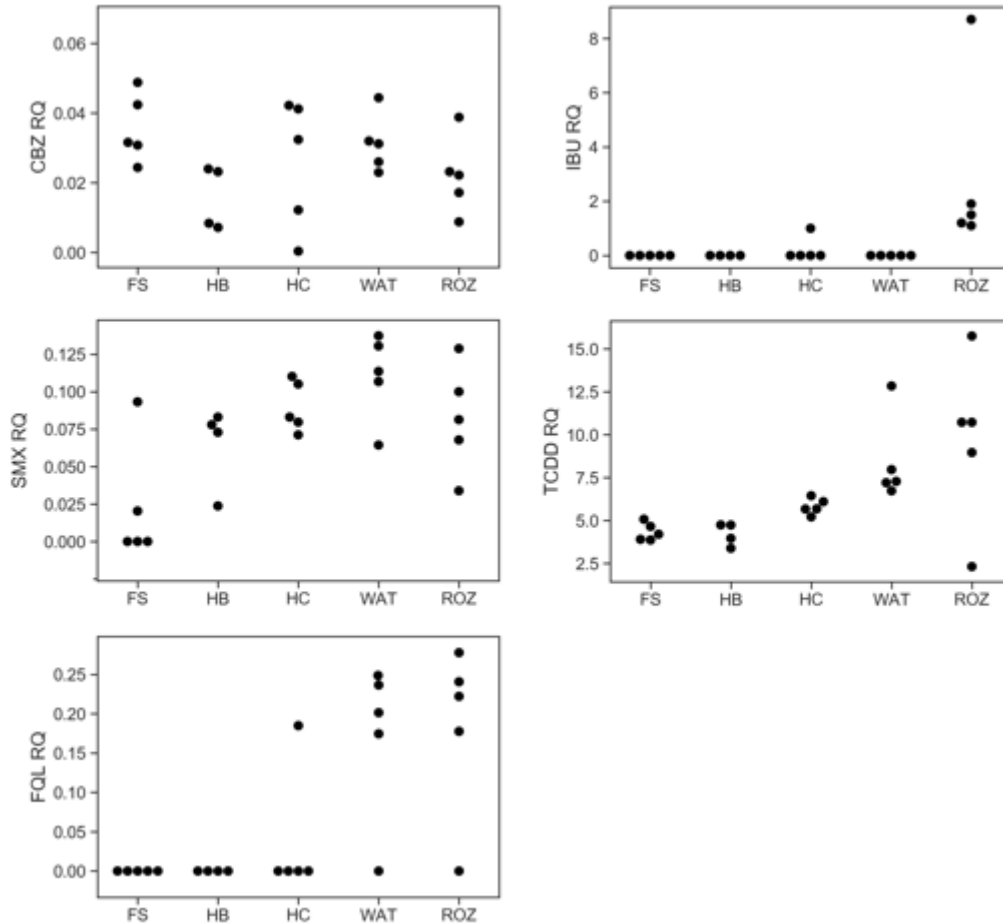 CBZ RQ
0.06
0.04
0.02
0.00
FS HB HC WAT ROZ
IBU RQ
8
6
4
2
0
FS HB HC WAT ROZ
SMX RQ
0.125
0.100
0.075
0.050
0.025
0.000
FS HB HC WAT ROZ
TCDD RQ
15.0
12.5
10.0
7.5
5.0
2.5
FS HB HC WAT ROZ
FQL RQ
0.25
0.20
0.15
0.10
0.05
0.00
FS HB HC WAT ROZ